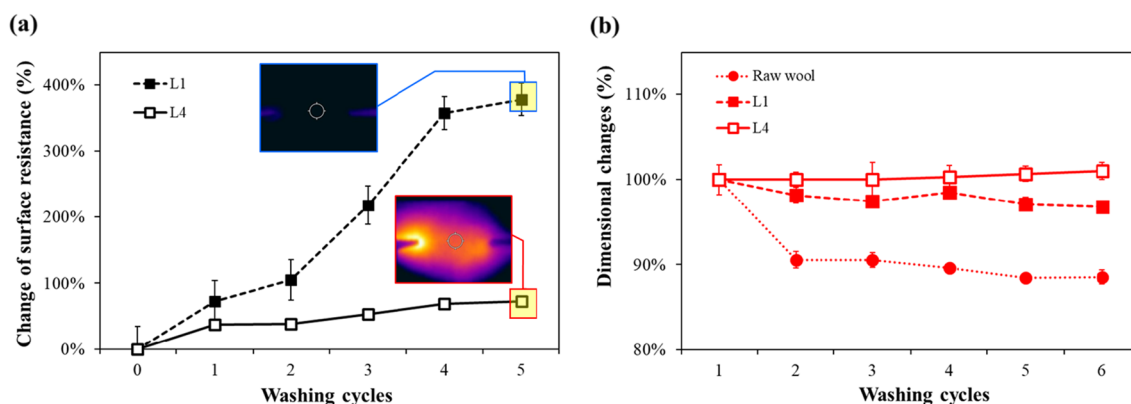 (a)
Change of surface resistance (%)
400%
300%
200%
100%
0%
L1
L4
0 1 2 3 4 5
Washing cycles
(b)
Dimensional changes (%)
110%
100%
90%
80%
Raw wool
L1
L4
1 2 3 4 5 6
Washing cycles